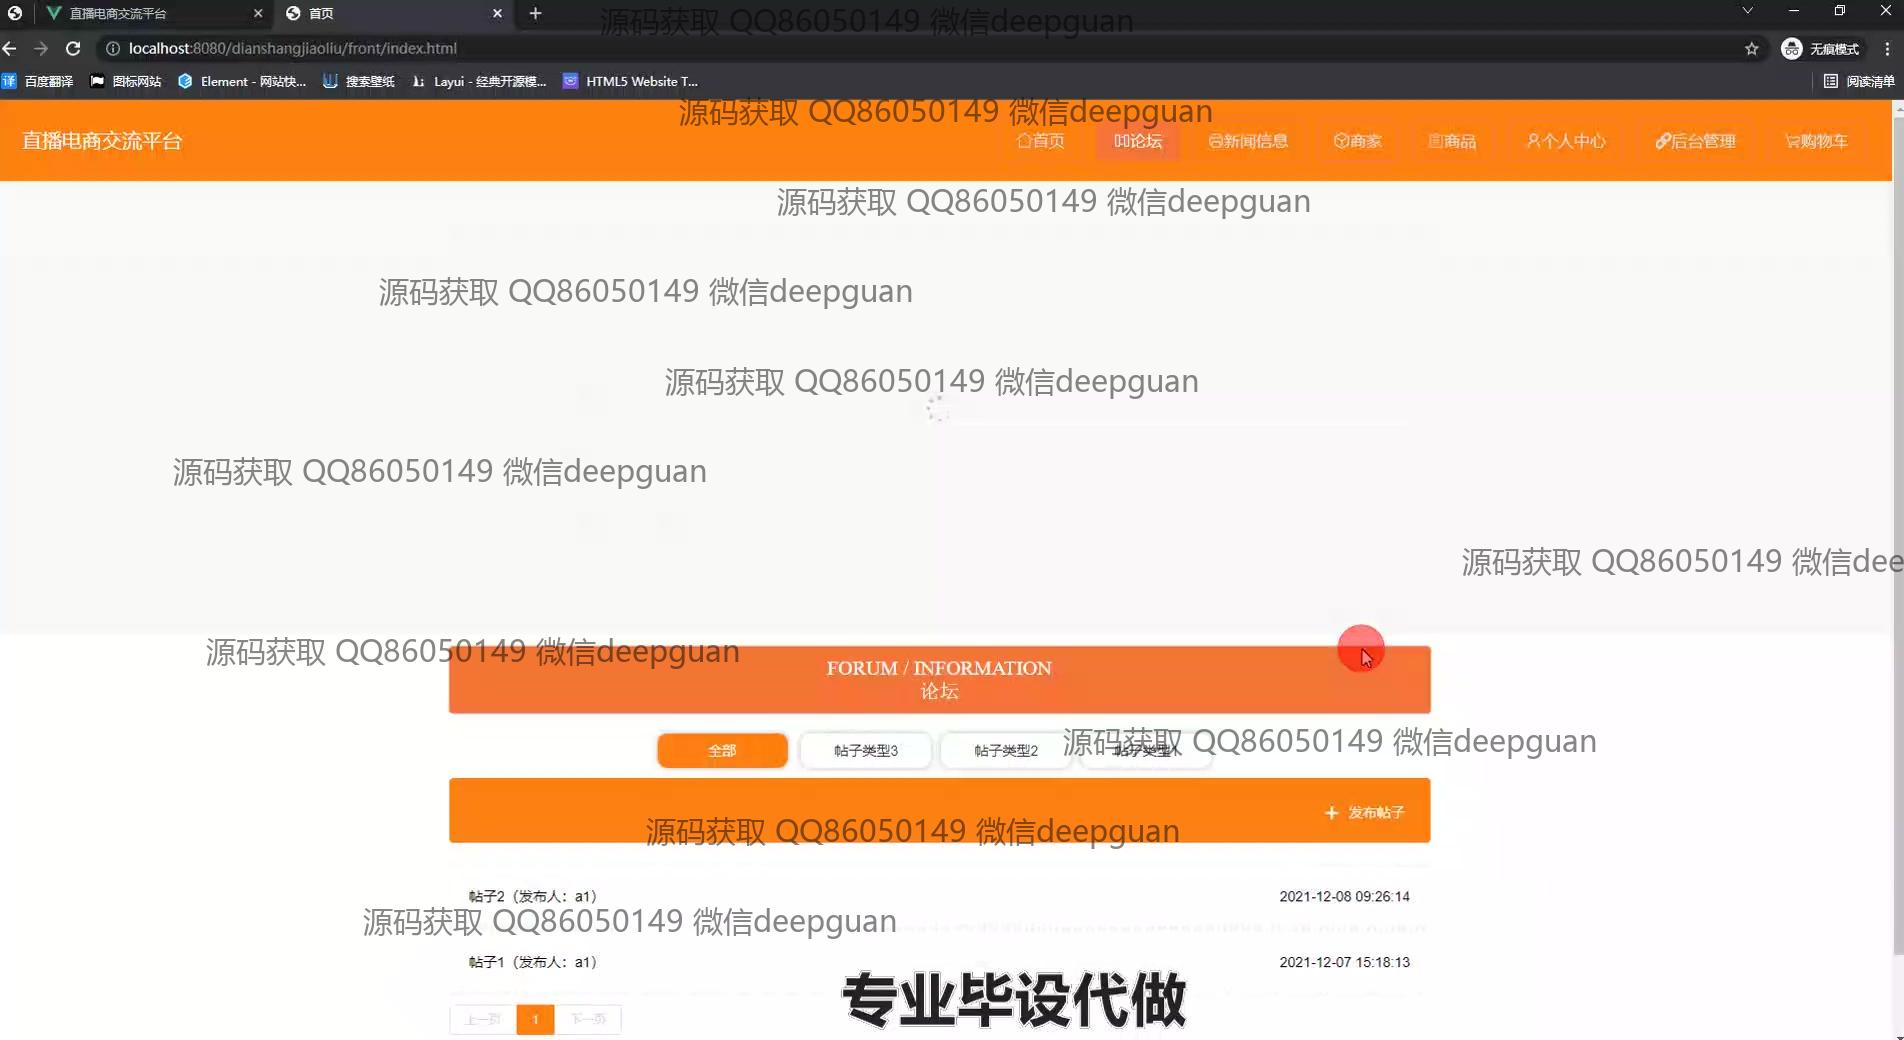 直播电商交流平台
首页
源码获取 QQ86050149 微信deepguan
localhost:8080/dianshangjiaoliu/front/index.html
无痕模式
译 百度翻译
图标网站
Element - 网站快...
搜索壁纸
Layui - 经典开源模...
HTML5 Website T...
阅读清单
源码获取 QQ86050149 微信deepguan
直播电商交流平台
首页
论坛
新闻信息
商家
商品
个人中心
后台管理
购物车
源码获取 QQ86050149 微信deepguan
源码获取 QQ86050149 微信deepguan
源码获取 QQ86050149 微信deepguan
源码获取 QQ86050149 微信deepguan
源码获取 QQ86050149 微信dee
源码获取 QQ86050149 微信deepguan
FORUM / INFORMATION
论坛
全部
帖子类型3
帖子类型2
帖子类型1
源码获取 QQ86050149 微信deepguan
+ 发布帖子
源码获取 QQ86050149 微信deepguan
帖子2（发布人：a1）
2021-12-08 09:26:14
源码获取 QQ86050149 微信deepguan
帖子1（发布人：a1）
2021-12-07 15:18:13
专业毕设代做
上一页
1
下一页